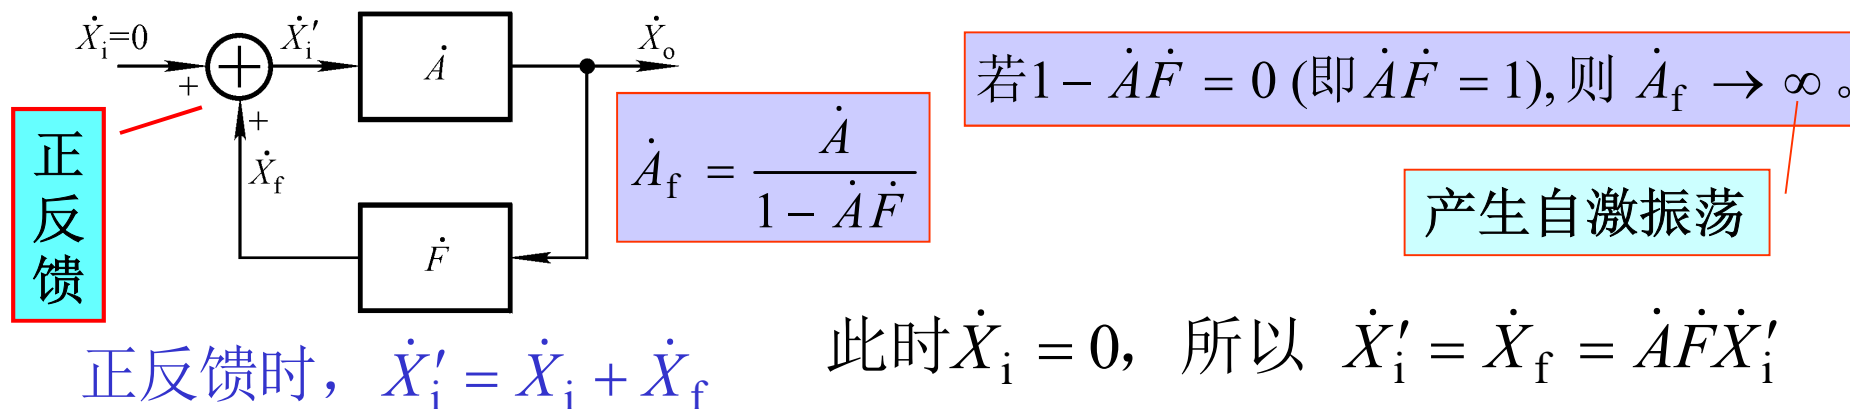 Ẋi=0
Ẋi′
Ȧ
Ẋo
+
+
Ẋf
Ḟ
正反馈
Ȧf = Ȧ / (1 − ȦḞ)
若1 − ȦḞ = 0 (即ȦḞ = 1), 则 Ȧf → ∞ 。
产生自激振荡
正反馈时，Ẋi′ = Ẋi + Ẋf
此时Ẋi = 0，所以 Ẋi′ = Ẋf = ȦḞẊi′